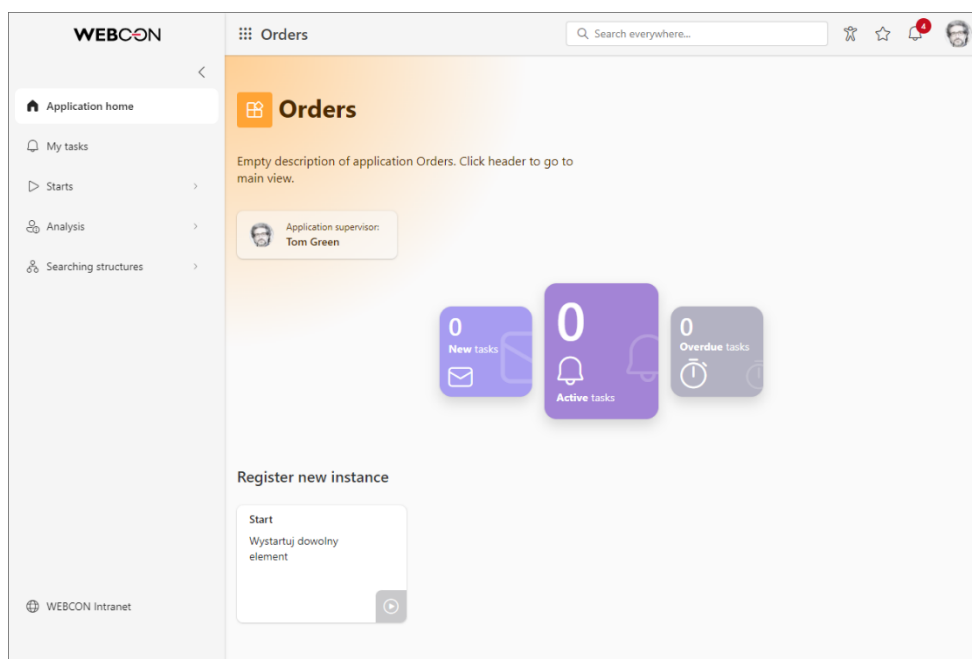 WEBCON
Orders
Search everywhere...
4
Application home
My tasks
Starts
Analysis
Searching structures
WEBCON Intranet
Orders
Empty description of application Orders. Click header to go to
main view.
Application supervisor:
Tom Green
0
New tasks
0
Active tasks
0
Overdue tasks
Register new instance
Start
Wystartuj dowolny
element